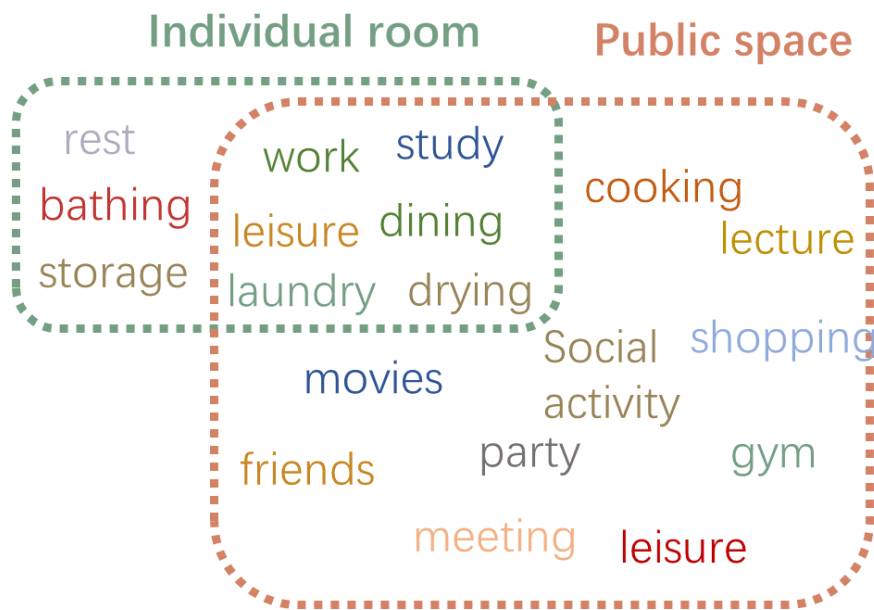 Individual room
Public space
rest
work
study
bathing
leisure
dining
cooking
lecture
storage
laundry
drying
Social
activity
shopping
movies
friends
party
gym
meeting
leisure